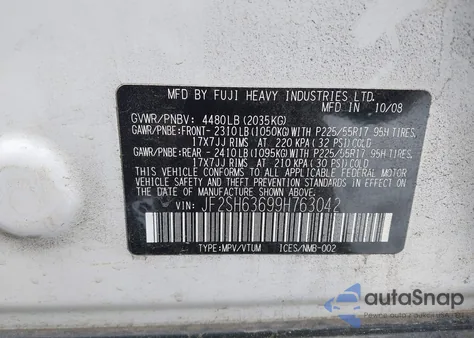 MFD BY FUJI HEAVY INDUSTRIES LTD.
MFD IN 10/08
GVWR/PNBV: 4480LB (2035KG)
GAWR/PNBE:FRONT- 2310LB(1050KG)WITH P225/55R17 95H TIRES,
17X7JJ RIMS AT 220 KPA(32 PSI)COLD
GAWR/PNBE:REAR - 2410LB(1095KG)WITH P225/55R17 95H TIRES,
17X7JJ RIMS AT 210 KPA(30 PSI)COLD
THIS VEHICLE CONFORMS TO ALL APPLICABLE FEDERAL
MOTOR VEHICLE SAFETY STANDARDS IN EFFECT ON THE
DATE OF MANUFACTURE SHOWN ABOVE.
VIN: JF2SH63699H763042
TYPE:MPV/VTUM ICES/NMB-002
autoSnap